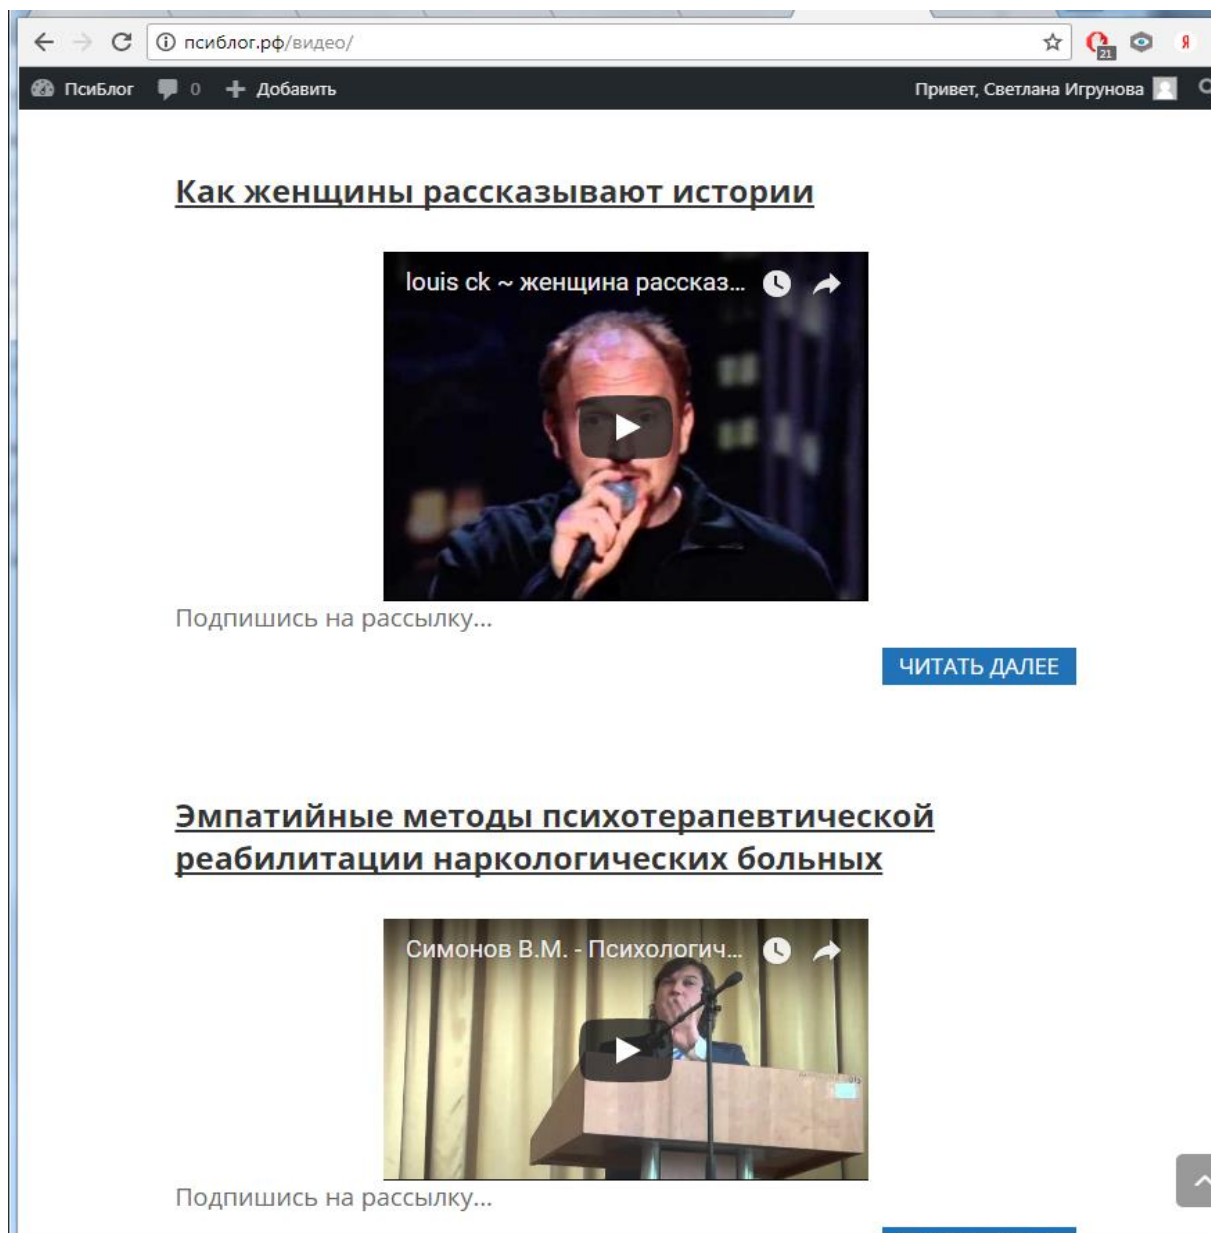 псиблог.рф/видео/
21
Я
ПсиБлог 0 + Добавить Привет, Светлана Игрунова
Как женщины рассказывают истории
louis ck ~ женщина рассказ...
Подпишись на рассылку...
ЧИТАТЬ ДАЛЕЕ
Эмпатийные методы психотерапевтической
реабилитации наркологических больных
Симонов В.М. - Психологич...
Подпишись на рассылку...